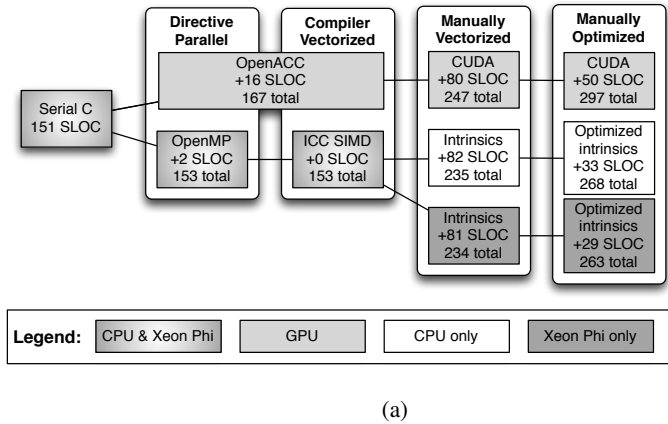 Directive
Parallel
Compiler
Vectorized
Manually
Vectorized
Manually
Optimized
OpenACC
+16 SLOC
167 total
CUDA
+80 SLOC
247 total
CUDA
+50 SLOC
297 total
Serial C
151 SLOC
OpenMP
+2 SLOC
153 total
ICC SIMD
+0 SLOC
153 total
Intrinsics
+82 SLOC
235 total
Optimized
intrinsics
+33 SLOC
268 total
Intrinsics
+81 SLOC
234 total
Optimized
intrinsics
+29 SLOC
263 total
Legend:
CPU & Xeon Phi
GPU
CPU only
Xeon Phi only
(a)